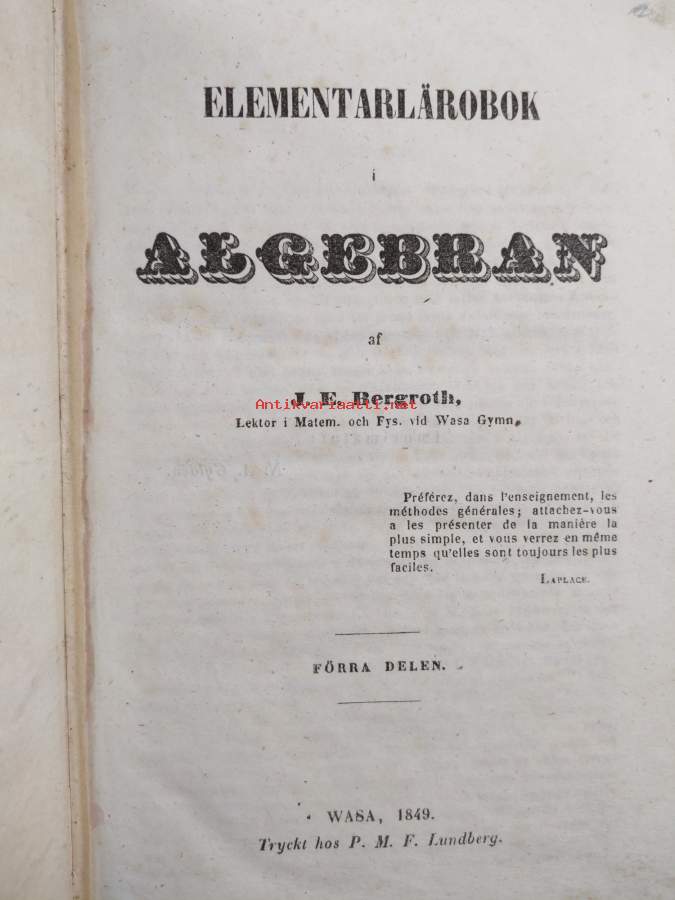 ELEMENTARLÄROBOK
i
ALGEBRAN
af
J. E. Bergroth,
Antikvariaatti.net
Lektor i Matem. och Fys. vid Wasa Gymn.
Préférez, dans l'enseignement, les
méthodes générales; attachez-vous
a les présenter de la manière la
plus simple, et vous verrez en même
temps qu'elles sont toujours les plus
faciles.
LAPLACE.
FÖRRA DELEN.
WASA, 1849.
Tryckt hos P. M. F. Lundberg.